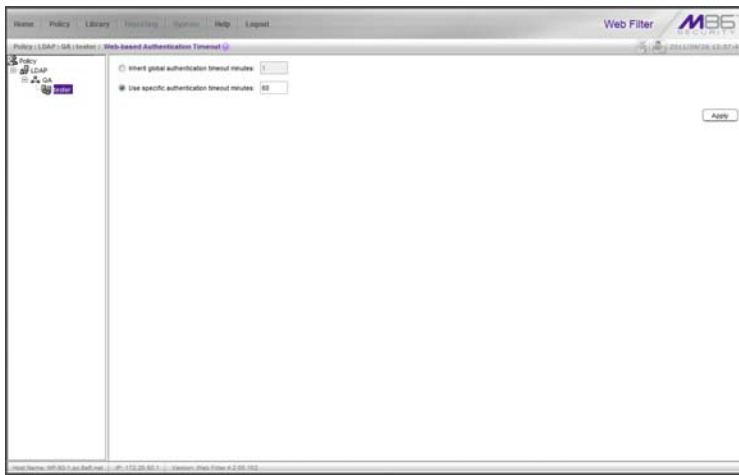 Home Policy Library Reporting System Help Logout
Web Filter
M86 SECURITY
Policy : LDAP : QA : tester : Web-based Authentication Timeout
Policy
LDAP
QA
tester
Inherit global authentication timeout minutes: 1
Use specific authentication timeout minutes: 60
Apply